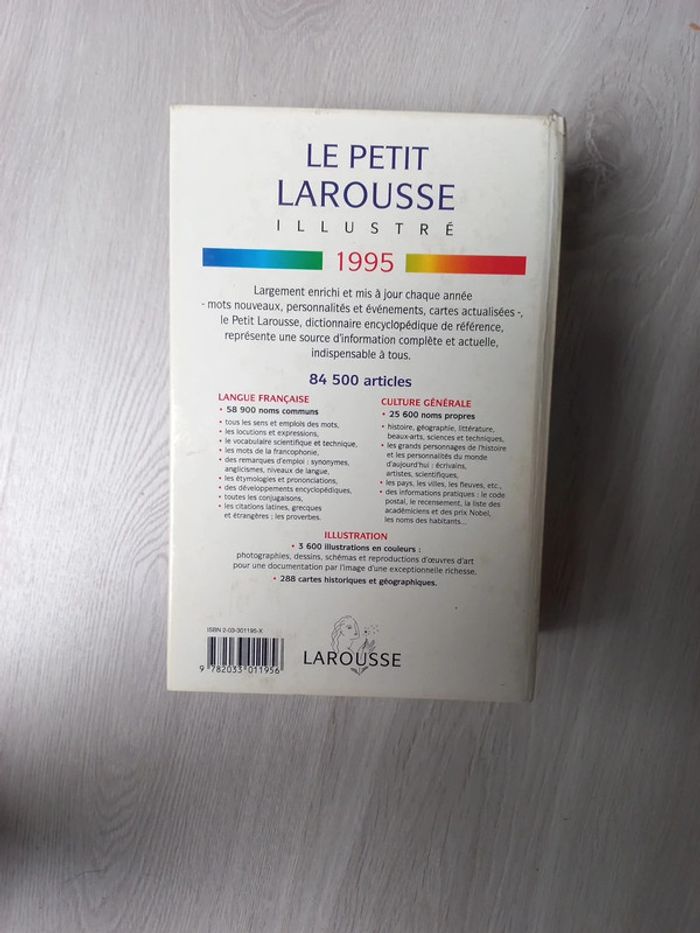 LE PETIT
LAROUSSE
ILLUSTRÉ
1995
Largement enrichi et mis à jour chaque année
- mots nouveaux, personnalités et événements, cartes actualisées -,
le Petit Larousse, dictionnaire encyclopédique de référence,
représente une source d'information complète et actuelle,
indispensable à tous.
84 500 articles
LANGUE FRANÇAISE
• 58 900 noms communs
• tous les sens et emplois des mots,
• les locutions et expressions,
• le vocabulaire scientifique et technique,
• les mots de la francophonie,
• des remarques d'emploi : synonymes,
anglicismes, niveaux de langue,
• les étymologies et prononciations,
• des développements encyclopédiques,
• toutes les conjugaisons,
• les citations latines, grecques
et étrangères ; les proverbes.
CULTURE GÉNÉRALE
• 25 600 noms propres
• histoire, géographie, littérature,
beaux-arts, sciences et techniques,
• les grands personnages de l'histoire
et les personnalités du monde
d'aujourd'hui : écrivains,
artistes, scientifiques,
• les pays, les villes, les fleuves, etc.,
• des informations pratiques : le code
postal, le recensement, la liste des
académiciens et des prix Nobel,
les noms des habitants...
ILLUSTRATION
• 3 600 illustrations en couleurs :
photographies, dessins, schémas et reproductions d'œuvres d'art
pour une documentation par l'image d'une exceptionnelle richesse,
• 288 cartes historiques et géographiques.
ISBN 2-03-301195-X
9 782033 011956
LAROUSSE